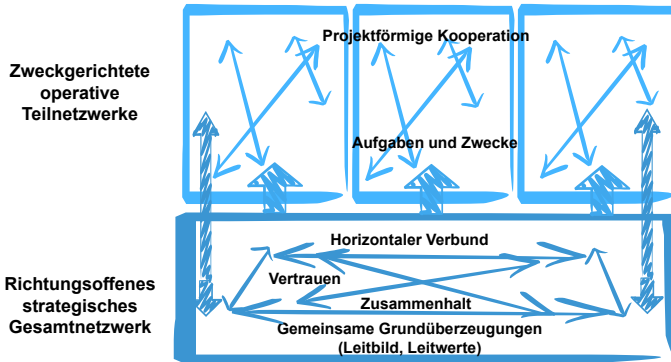 Projektförmige Kooperation
Zweckgerichtete
operative
Teilnetzwerke
Aufgaben und Zwecke
Horizontaler Verbund
Vertrauen
Richtungsoffenes
strategisches
Gesamtnetzwerk
Zusammenhalt
Gemeinsame Grundüberzeugungen
(Leitbild, Leitwerte)